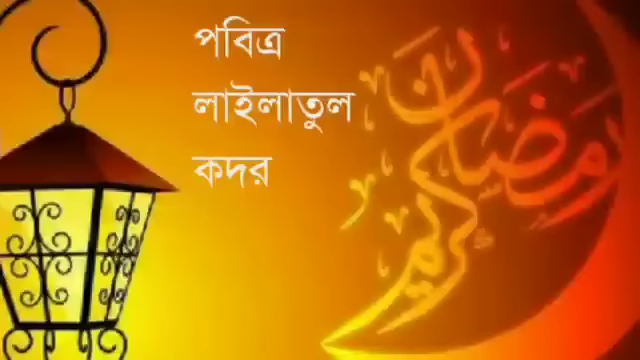 পবিত্র
লাইলাতুল
কদর
رمضان
كريم